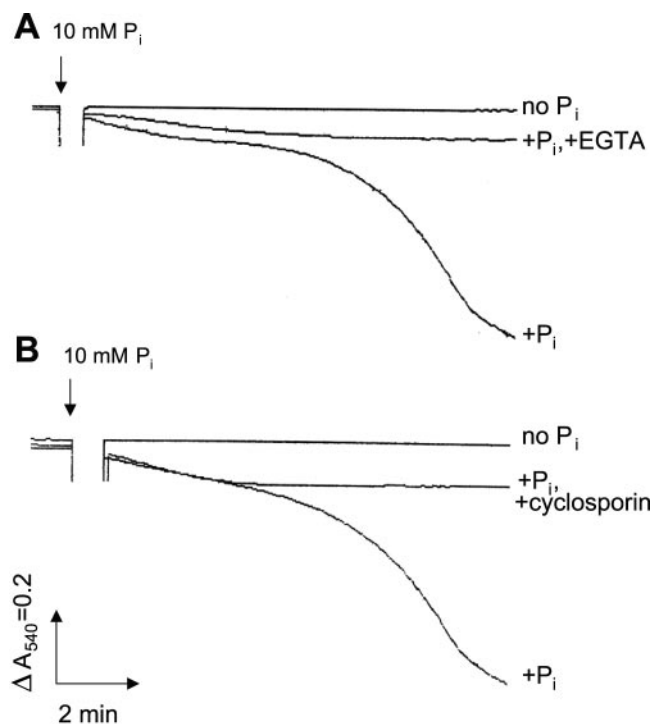 A
10 mM Pi
no Pi
+Pi,+EGTA
+Pi
B
10 mM Pi
no Pi
+Pi,
+cyclosporin
+Pi
Δ A540=0.2
2 min